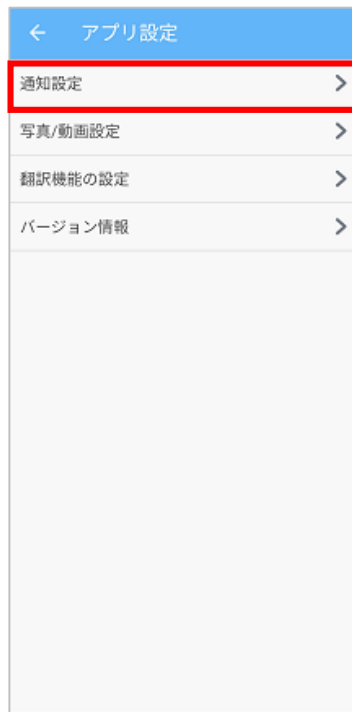 アプリ設定
通知設定
写真/動画設定
翻訳機能の設定
バージョン情報